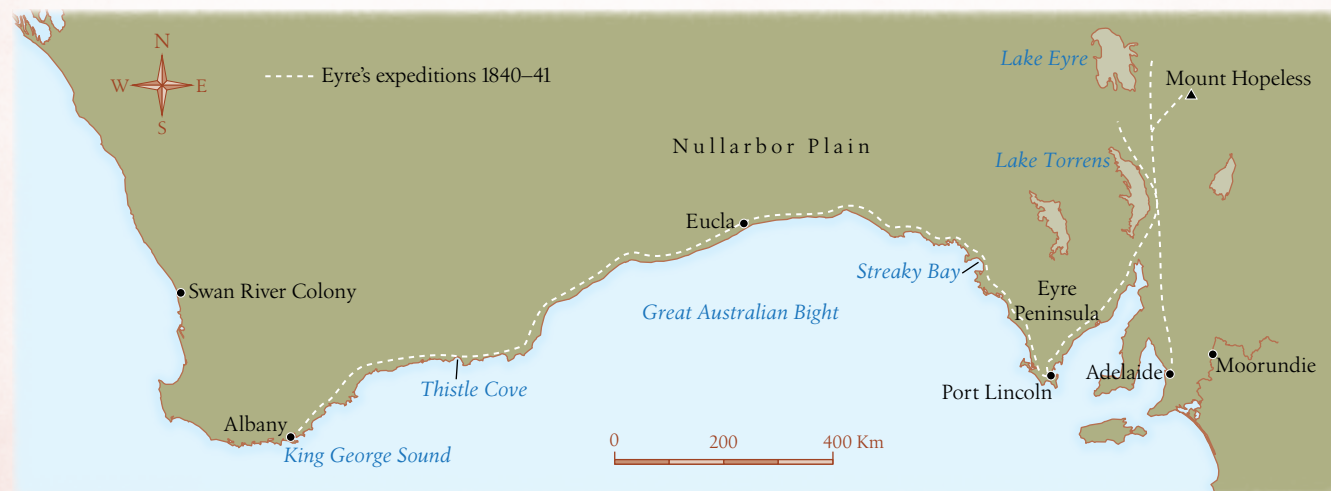 N
W E
S
Eyre's expeditions 1840–41
Lake Eyre
Mount Hopeless
Nullarbor Plain
Lake Torrens
Eucla
Streaky Bay
Swan River Colony
Great Australian Bight
Eyre
Peninsula
Thistle Cove
Port Lincoln
Adelaide
Moorundie
Albany
King George Sound
0 200 400 Km